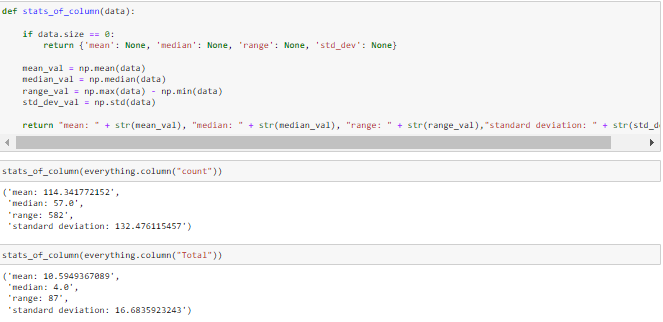 def stats_of_column(data):
if data.size == 0:
return {'mean': None, 'median': None, 'range': None, 'std_dev': None}
mean_val = np.mean(data)
median_val = np.median(data)
range_val = np.max(data) - np.min(data)
std_dev_val = np.std(data)
return "mean: " + str(mean_val), "median: " + str(median_val), "range: " + str(range_val),"standard deviation: " + str(std_d
stats_of_column(everything.column("count"))
('mean: 114.341772152',
'median: 57.0',
'range: 582',
'standard deviation: 132.476115457')
stats_of_column(everything.column("Total"))
('mean: 10.5949367089',
'median: 4.0',
'range: 87',
'standard deviation: 16.6835923243')